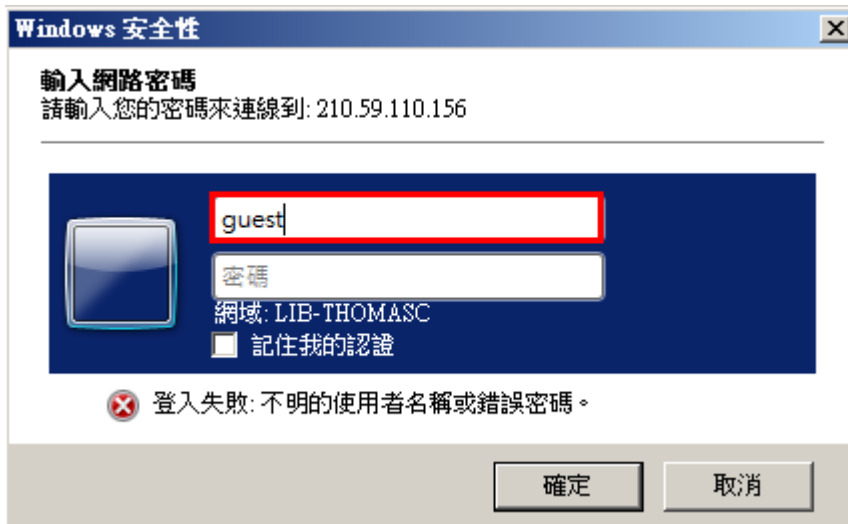 Windows 安全性
輸入網路密碼
請輸入您的密碼來連線到: 210.59.110.156
guest
密碼
網域: LIB-THOMASC
記住我的認證
登入失敗: 不明的使用者名稱或錯誤密碼。
確定
取消